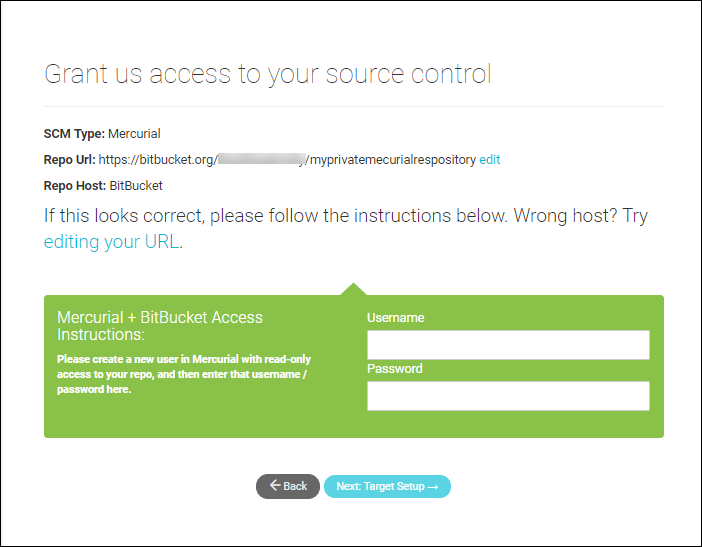 Grant us access to your source control
SCM Type: Mercurial
Repo Url: https://bitbucket.org/ /myprivatemecurialrespository edit
Repo Host: BitBucket
If this looks correct, please follow the instructions below. Wrong host? Try
editing your URL.
Mercurial + BitBucket Access
Instructions:
Please create a new user in Mercurial with read-only
access to your repo, and then enter that username /
password here.
Username
Password
← Back
Next: Target Setup →